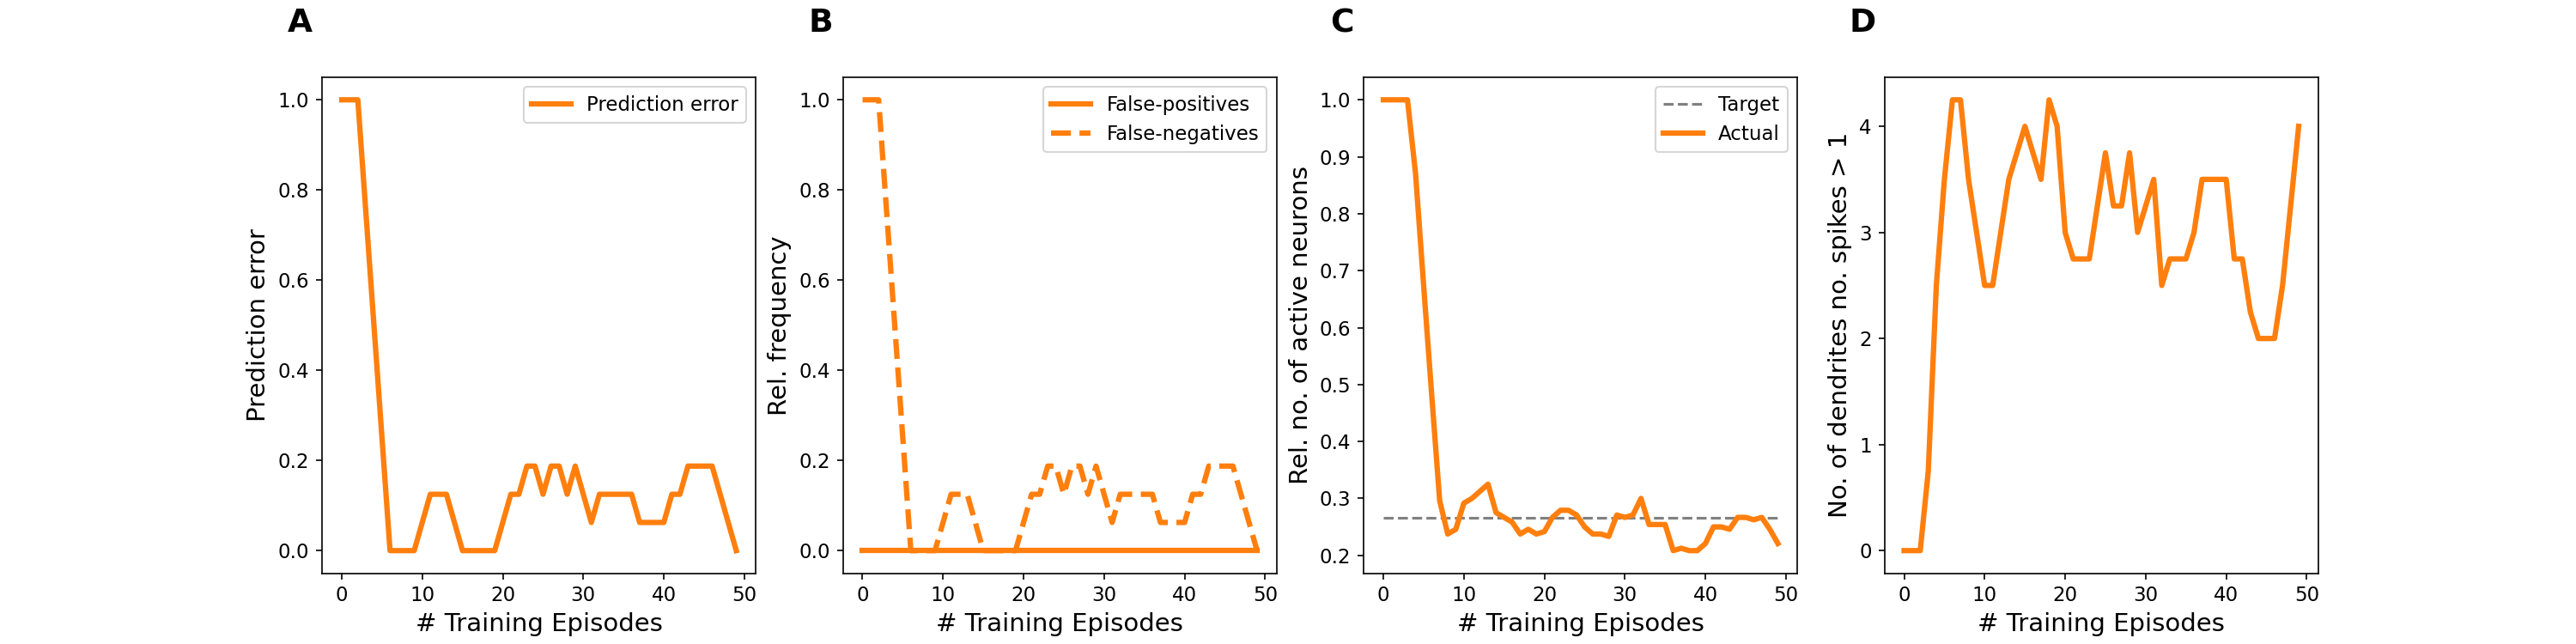 A
Prediction error
1.0
0.8
0.6
0.4
0.2
0.0
0 10 20 30 40 50
# Training Episodes
Prediction error
B
Rel. frequency
1.0
0.8
0.6
0.4
0.2
0.0
0 10 20 30 40 50
# Training Episodes
False-positives
False-negatives
C
Rel. no. of active neurons
1.0
0.9
0.8
0.7
0.6
0.5
0.4
0.3
0.2
0 10 20 30 40 50
# Training Episodes
Target
Actual
D
No. of dendrites no. spikes > 1
4
3
2
1
0
0 10 20 30 40 50
# Training Episodes